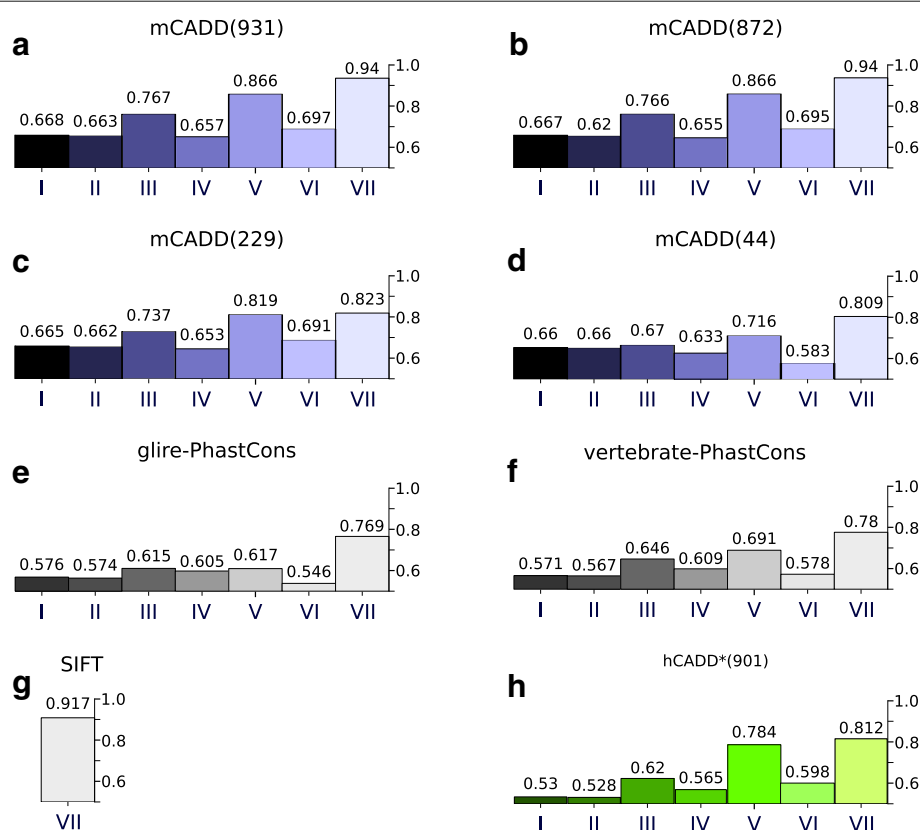 a
mCADD(931)
0.668 0.663 0.767 0.657 0.866 0.697 0.94
1.0
0.8
0.6
I II III IV V VI VII
b
mCADD(872)
0.667 0.62 0.766 0.655 0.866 0.695 0.94
1.0
0.8
0.6
I II III IV V VI VII
c
mCADD(229)
0.665 0.662 0.737 0.653 0.819 0.691 0.823
1.0
0.8
0.6
I II III IV V VI VII
d
mCADD(44)
0.66 0.66 0.67 0.633 0.716 0.583 0.809
1.0
0.8
0.6
I II III IV V VI VII
e
glire-PhastCons
0.576 0.574 0.615 0.605 0.617 0.546 0.769
1.0
0.8
0.6
I II III IV V VI VII
f
vertebrate-PhastCons
0.571 0.567 0.646 0.609 0.691 0.578 0.78
1.0
0.8
0.6
I II III IV V VI VII
g
SIFT
0.917
1.0
0.8
0.6
VII
h
hCADD*(901)
0.53 0.528 0.62 0.565 0.784 0.598 0.812
1.0
0.8
0.6
I II III IV V VI VII